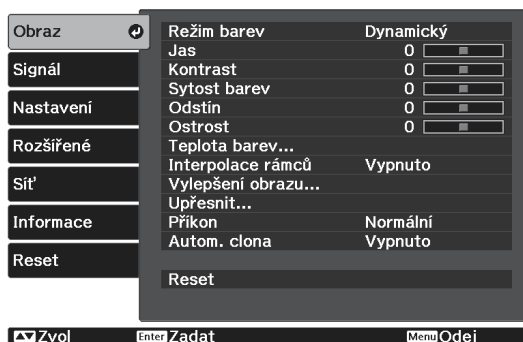 Obraz
Signál
Nastavení
Rozšířené
Síť
Informace
Reset
Režim barev Dynamický
Jas 0
Kontrast 0
Sytost barev 0
Odstín 0
Ostrost 0
Teplota barev...
Interpolace rámců Vypnuto
Vylepšení obrazu...
Upřesnit...
Příkon Normální
Autom. clona Vypnuto
Reset
Zvol Enter Zadat Menu Odej